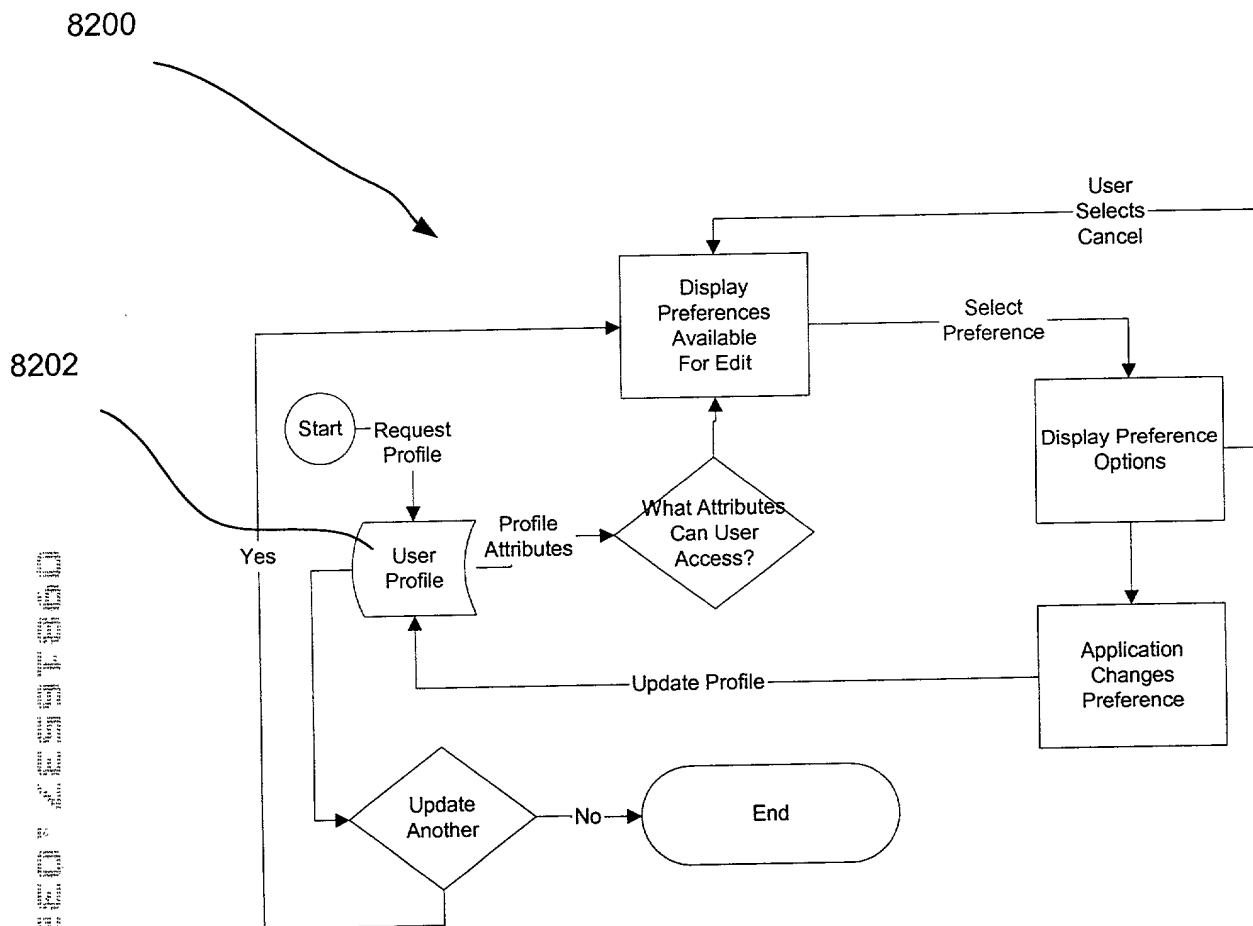 8200
User
Selects
Cancel
Display
Preferences
Available
For Edit
Select
Preference
8202
Start
Request
Profile
Display Preference
Options
What Attributes
Can User
Access?
Profile
Attributes
User
Profile
Yes
Application
Changes
Preference
Update Profile
Update
Another
No
End